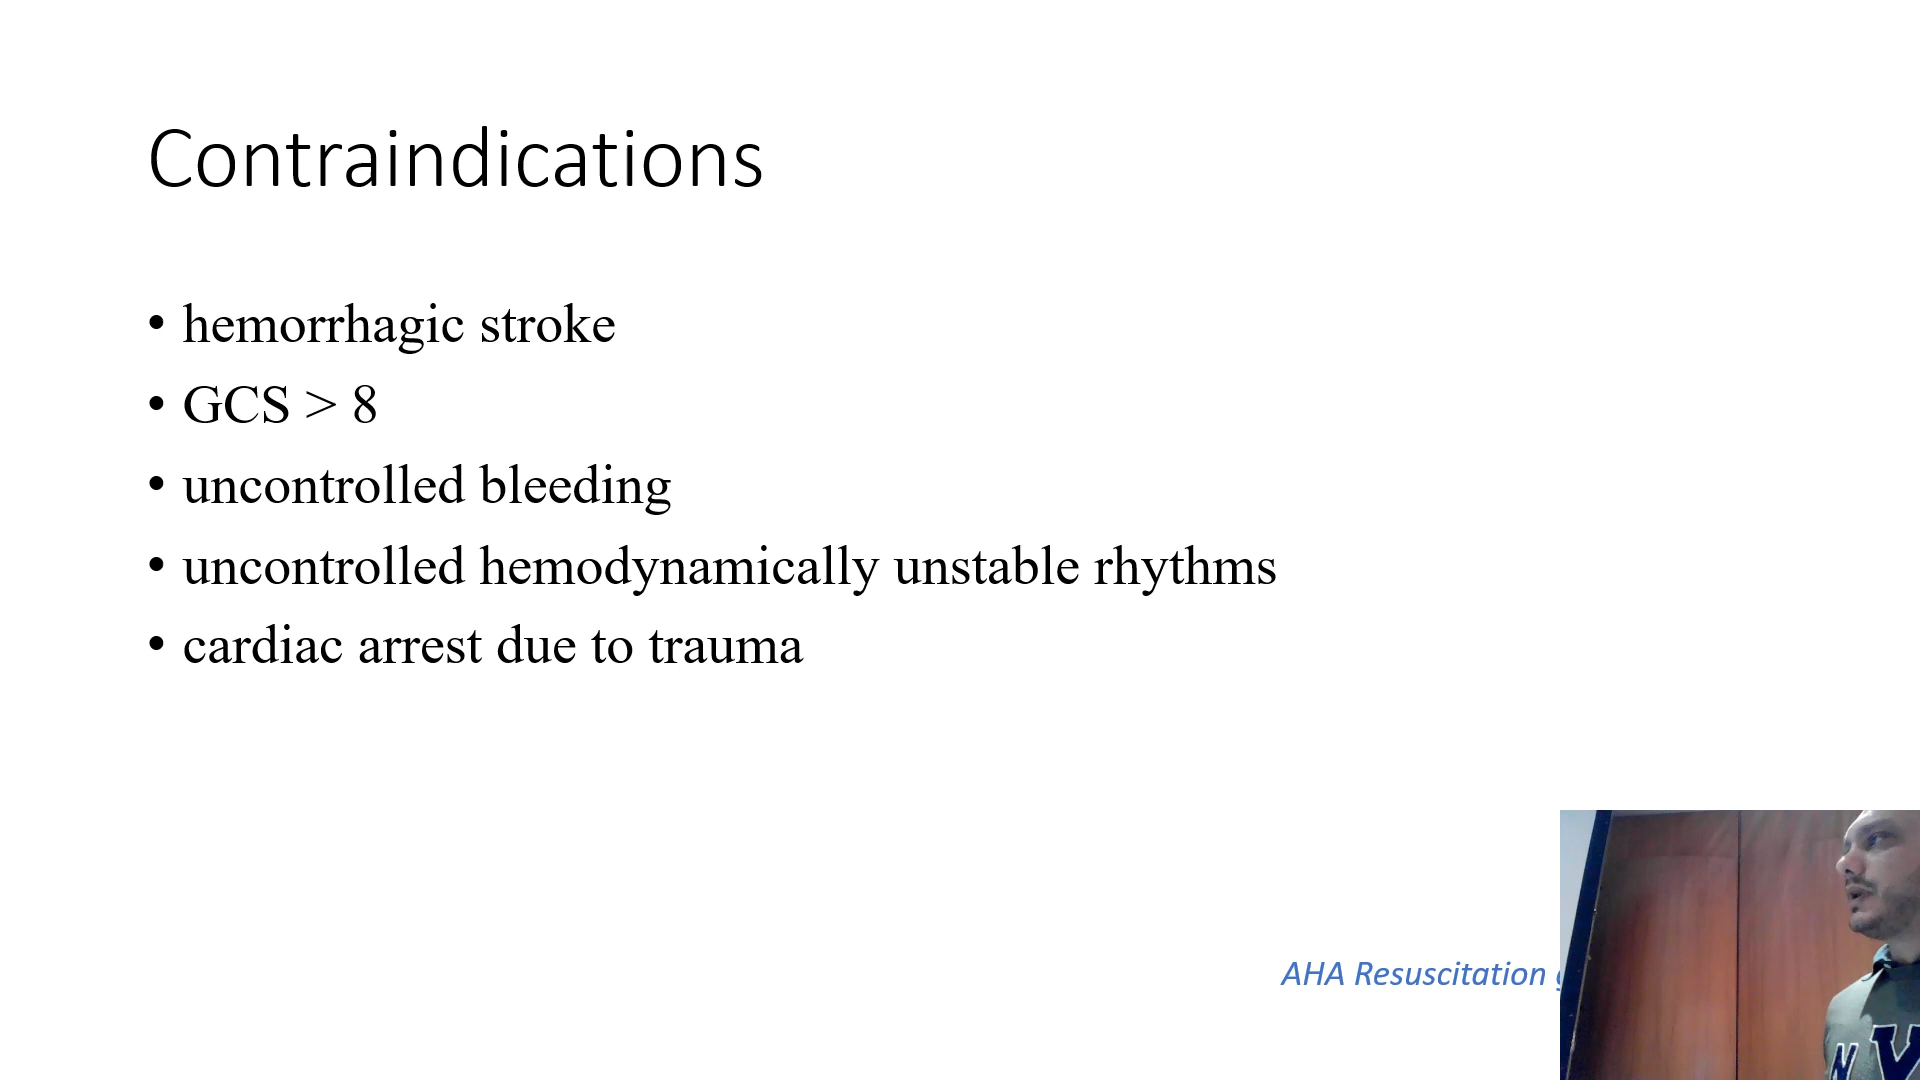 Contraindications
• hemorrhagic stroke
• GCS > 8
• uncontrolled bleeding
• uncontrolled hemodynamically unstable rhythms
• cardiac arrest due to trauma
AHA Resuscitation
N Y